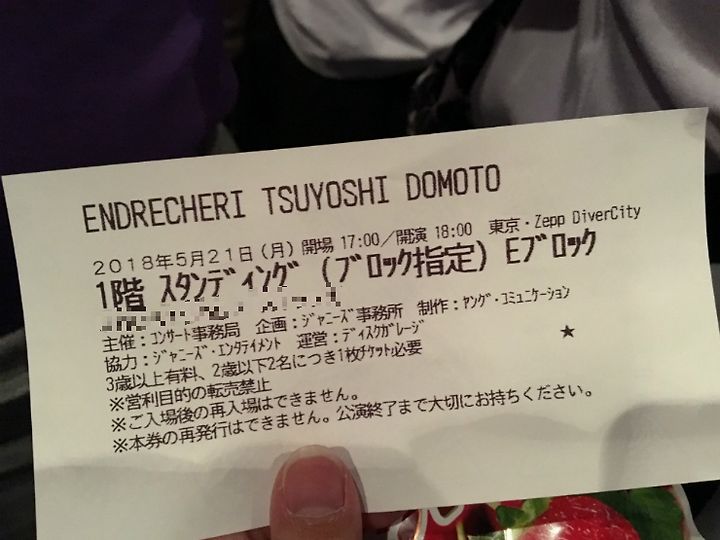 ENDRECHERI TSUYOSHI DOMOTO
2018年5月21日(月) 開場 17:00/開演 18:00 東京・Zepp DiverCity
1階 スタンディング (ブロック指定) Eブロック
主催:コンサート事務局 企画:ジャニーズ事務所 制作:ヤング・コミュニケーション
協力:ジャニーズ・エンタテイメント 運営:ディスクガレージ
★
3歳以上有料、2歳以下2名につき1枚チケット必要
※営利目的の転売禁止
※ご入場後の再入場はできません。
※本券の再発行はできません。公演終了まで大切にお持ちください。